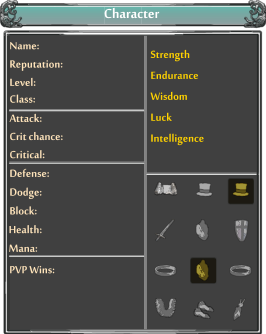 Character
Name:
Reputation:
Level:
Class:
Attack:
Crit chance:
Critical:
Defense:
Dodge:
Block:
Health:
Mana:
PVP Wins:
Strength
Endurance
Wisdom
Luck
Intelligence